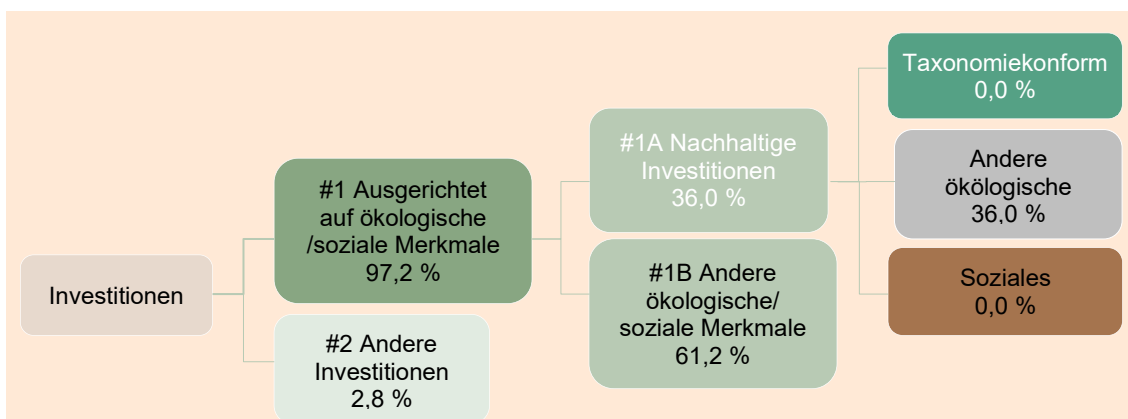 Investitionen
#1 Ausgerichtet
auf ökologische
/soziale Merkmale
97,2 %
#2 Andere
Investitionen
2,8 %
#1A Nachhaltige
Investitionen
36,0 %
#1B Andere
ökologische/
soziale Merkmale
61,2 %
Taxonomiekonform
0,0 %
Andere
ökölogische
36,0 %
Soziales
0,0 %